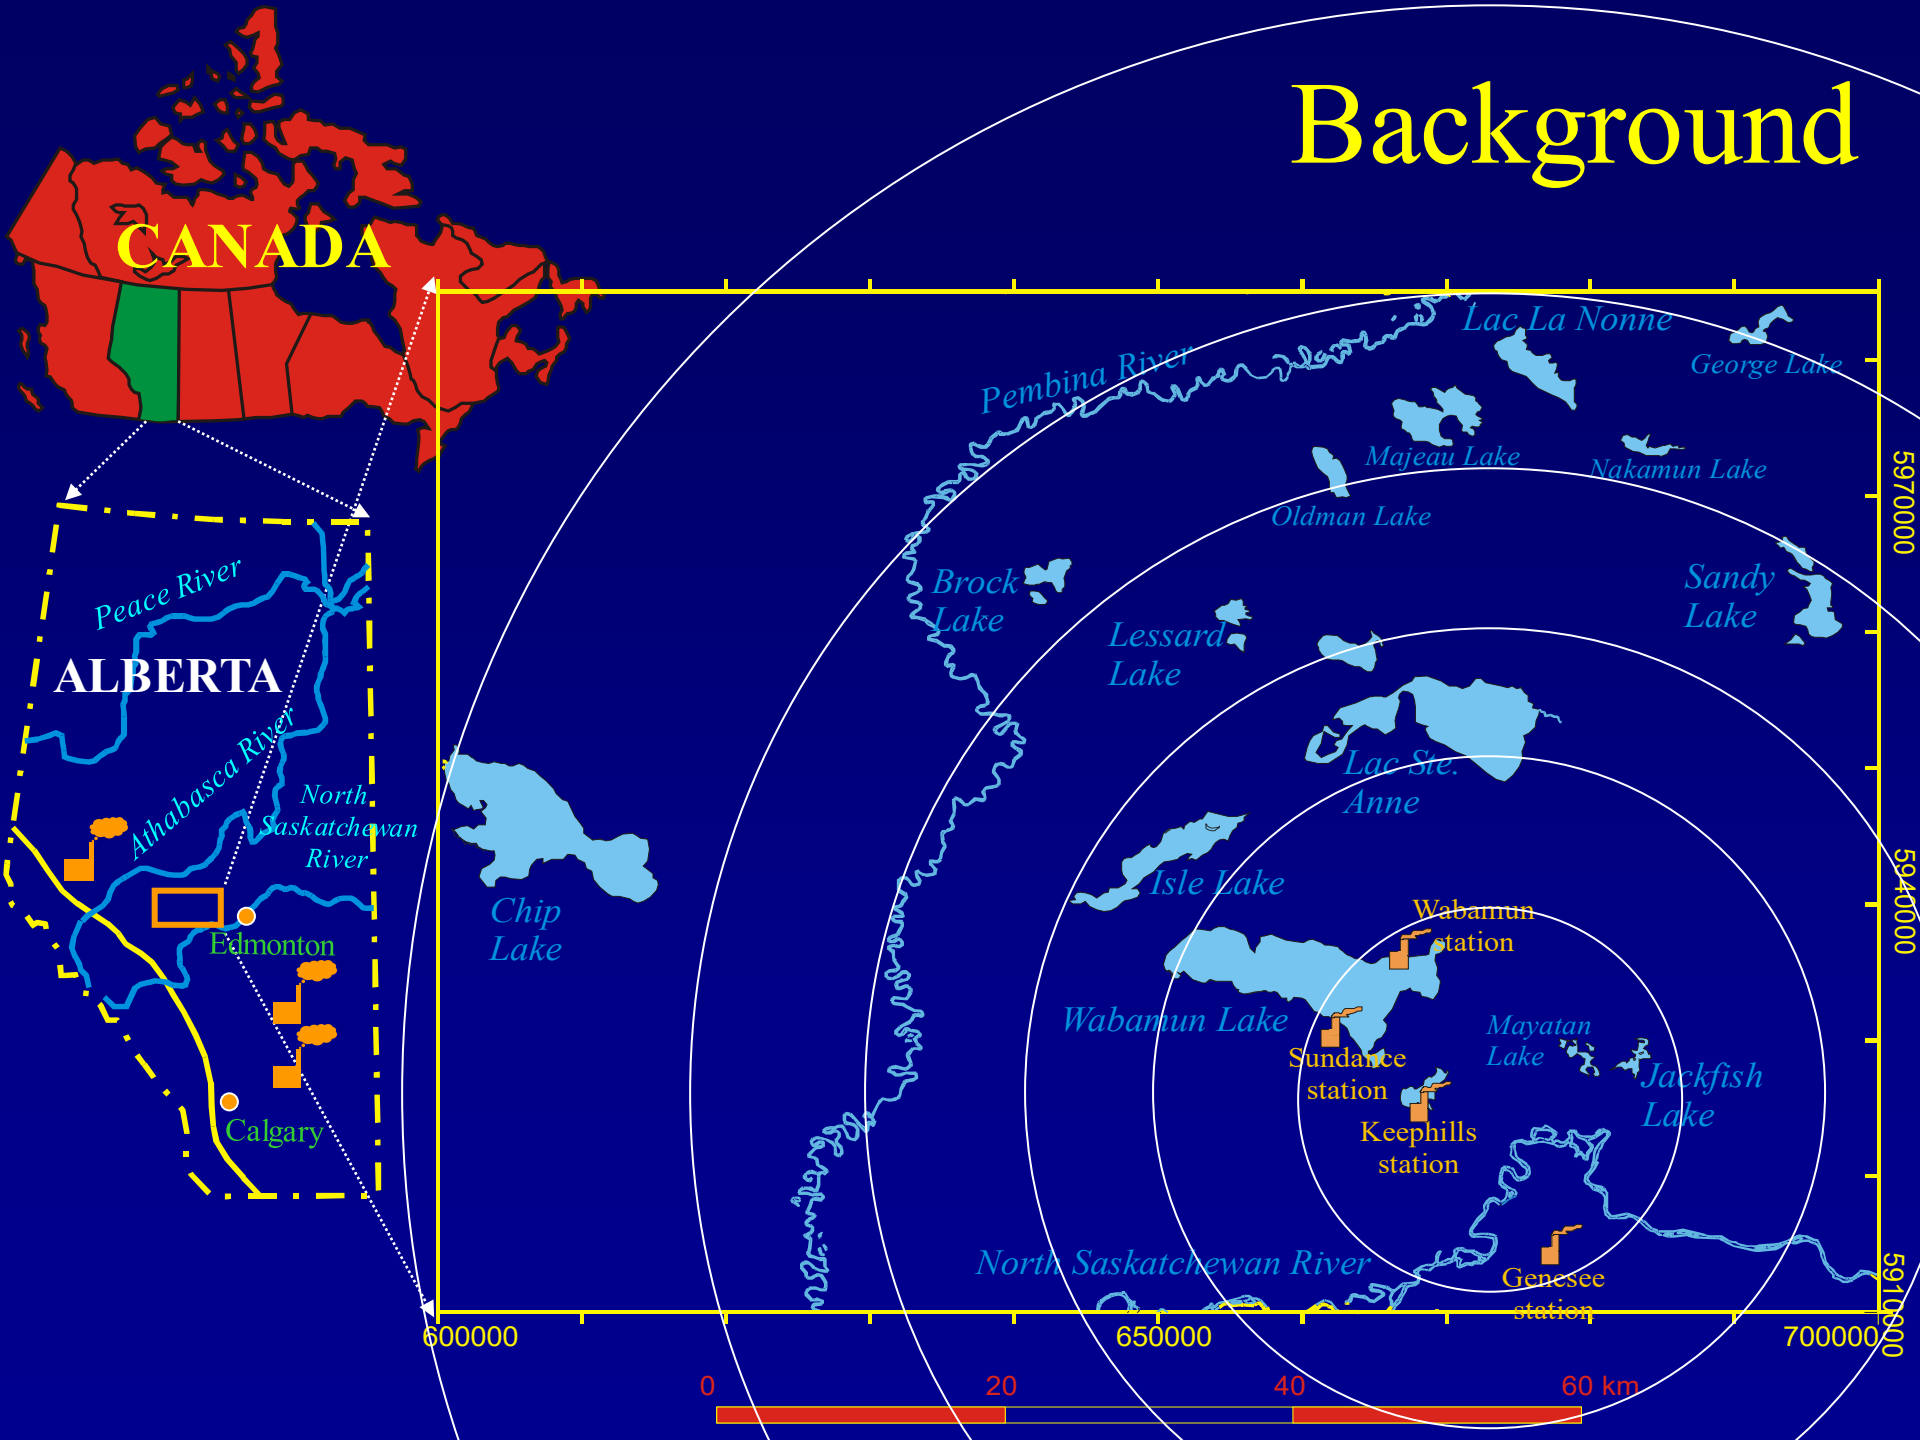 Background
CANADA
Peace River
ALBERTA
Athabasca River
North
Saskatchewan
River
Edmonton
Calgary
Pembina River
Lac La Nonne
George Lake
Majeau Lake
Nakamun Lake
Oldman Lake
Brock
Lake
Lessard
Lake
Sandy
Lake
Lac Ste.
Anne
Isle Lake
Chip
Lake
Wabamun
station
Wabamun Lake
Sundance
station
Mayatan
Lake
Jackfish
Lake
Keephills
station
North Saskatchewan River
Genesee
station
5970000
5940000
5910000
600000
650000
700000
0
20
40
60 km